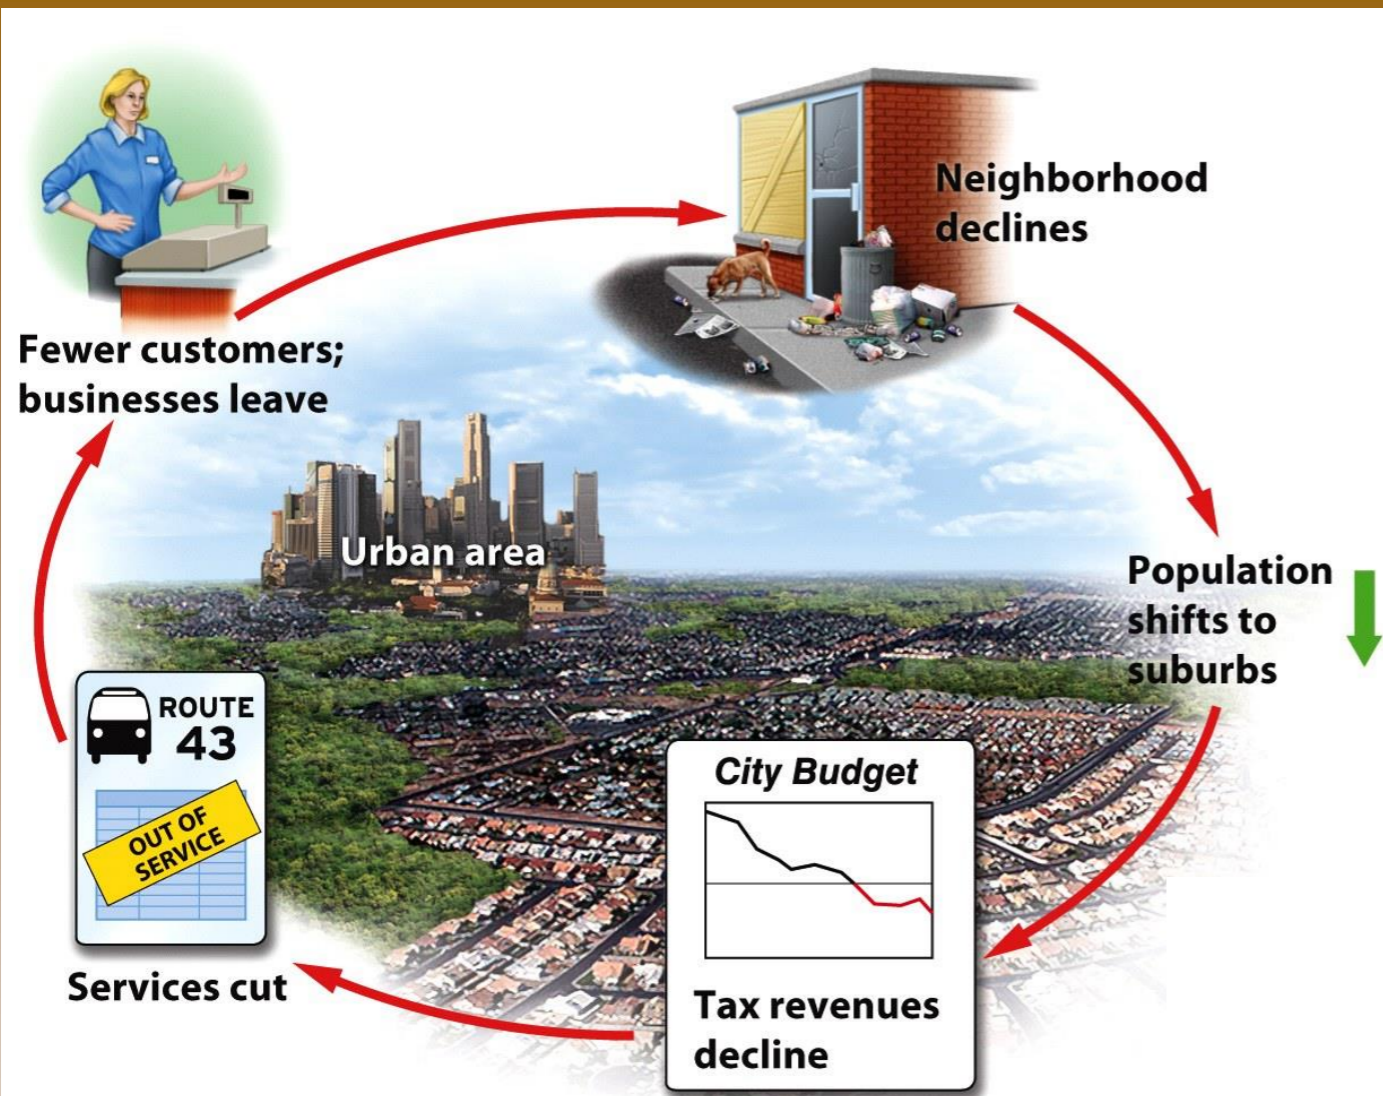 Neighborhood
declines
Fewer customers;
businesses leave
Urban area
Population
shifts to
suburbs
ROUTE
43
OUT OF
SERVICE
Services cut
City Budget
Tax revenues
decline